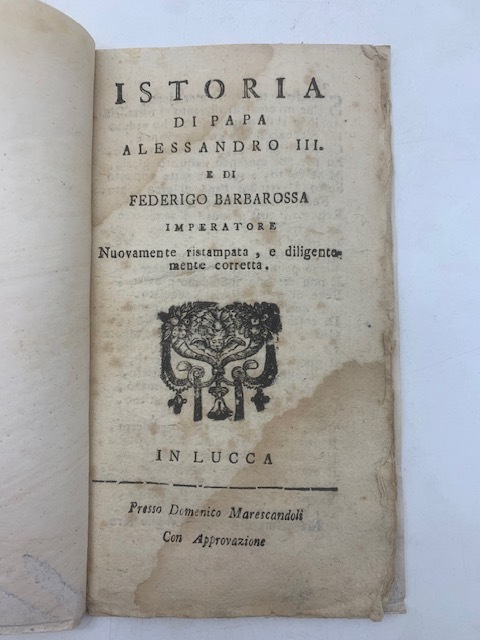 ISTORIA
DI PAPA
ALESSANDRO III.
E DI
FEDERIGO BARBAROSSA
IMPERATORE
Nuovamente ristampata, e diligente-
mente corretta.
IN LUCCA
Presso Domenico Marescandoli
Con Approvazione